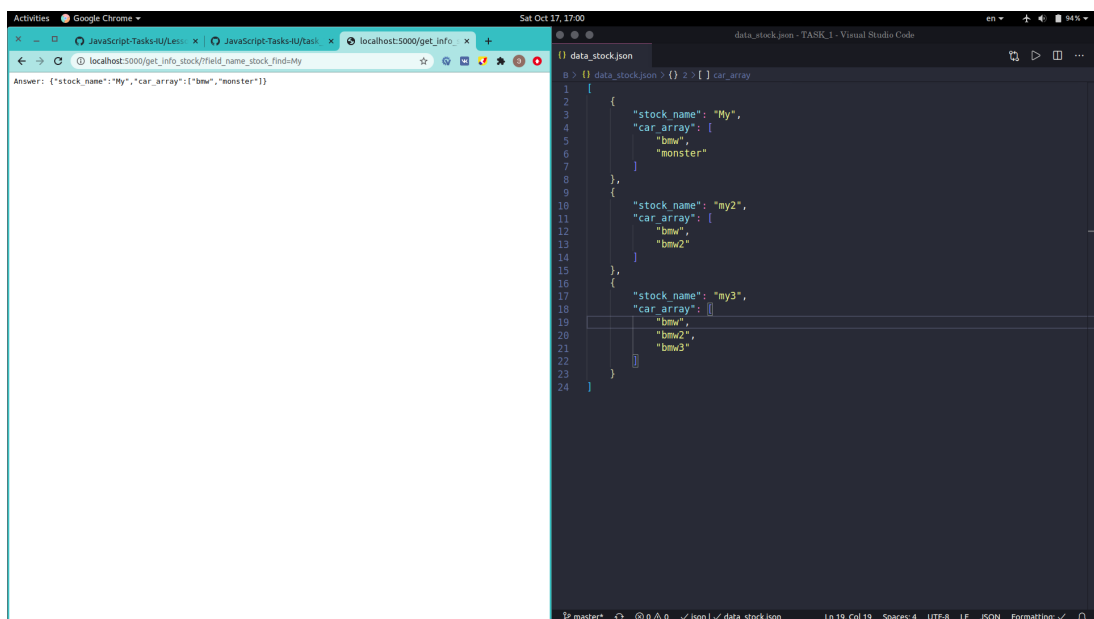 Activities Google Chrome ▾ Sat Oct 17, 17:00 en ▾ 94% ▾
JavaScript-Tasks-IU/Less × JavaScript-Tasks-IU/task_ × localhost:5000/get_info_ × +
localhost:5000/get_info_stock/?field_name_stock_find=My
Answer: {"stock_name":"My","car_array":["bmw","monster"]}
data_stock.json - TASK_1 - Visual Studio Code
{} data_stock.json
B > {} data_stock.json > {} 2 > [ ] car_array
1 [
2 {
3 "stock_name": "My",
4 "car_array": [
5 "bmw",
6 "monster"
7 ]
8 },
9 {
10 "stock_name": "my2",
11 "car_array": [
12 "bmw",
13 "bmw2"
14 ]
15 },
16 {
17 "stock_name": "my3",
18 "car_array": [
19 "bmw",
20 "bmw2",
21 "bmw3"
22 ]
23 }
24 ]
master* 0 0 ✓ json | ✓ data_stock.json Ln 19, Col 19 Spaces: 4 UTF-8 LF JSON Formatting: ✓